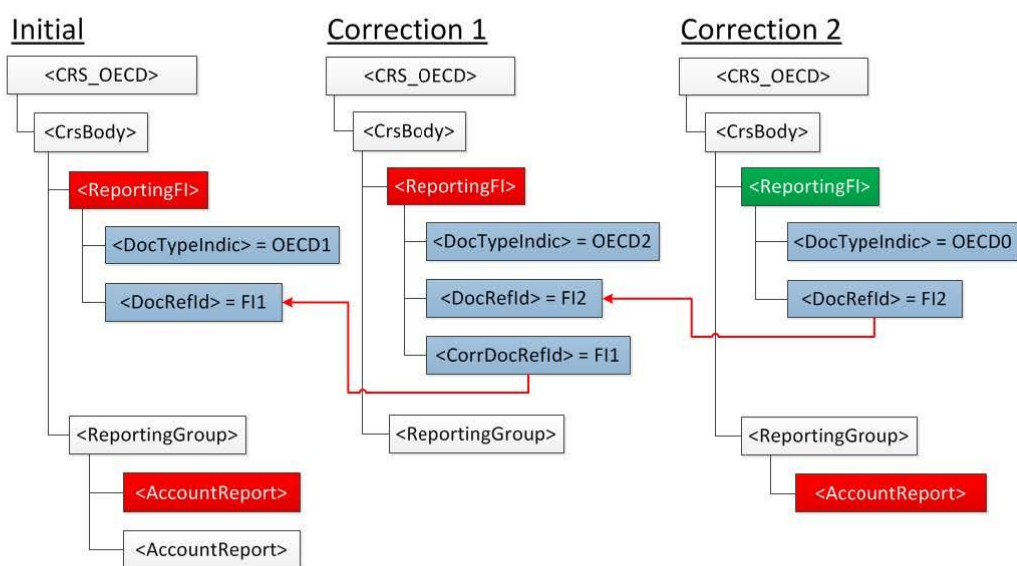 Initial
<CRS_OECD>
<CrsBody>
<ReportingFI>
<DocTypeIndic> = OECD1
<DocRefId> = FI1
<ReportingGroup>
<AccountReport>
<AccountReport>
Correction 1
<CRS_OECD>
<CrsBody>
<ReportingFI>
<DocTypeIndic> = OECD2
<DocRefId> = FI2
<CorrDocRefId> = FI1
<ReportingGroup>
Correction 2
<CRS_OECD>
<CrsBody>
<ReportingFI>
<DocTypeIndic> = OECD0
<DocRefId> = FI2
<ReportingGroup>
<AccountReport>